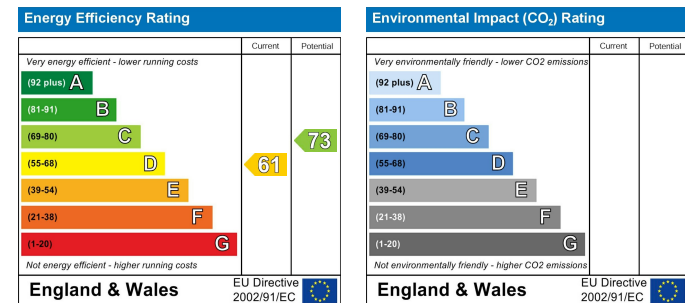 Energy Efficiency Rating
Current Potential
Very energy efficient - lower running costs
(92 plus) A
(81-91) B
(69-80) C
73
(55-68) D
61
(39-54) E
(21-38) F
(1-20) G
Not energy efficient - higher running costs
England & Wales
EU Directive
2002/91/EC
Environmental Impact (CO₂) Rating
Current Potential
Very environmentally friendly - lower CO2 emissions
(92 plus) A
(81-91) B
(69-80) C
(55-68) D
(39-54) E
(21-38) F
(1-20) G
Not environmentally friendly - higher CO2 emissions
England & Wales
EU Directive
2002/91/EC